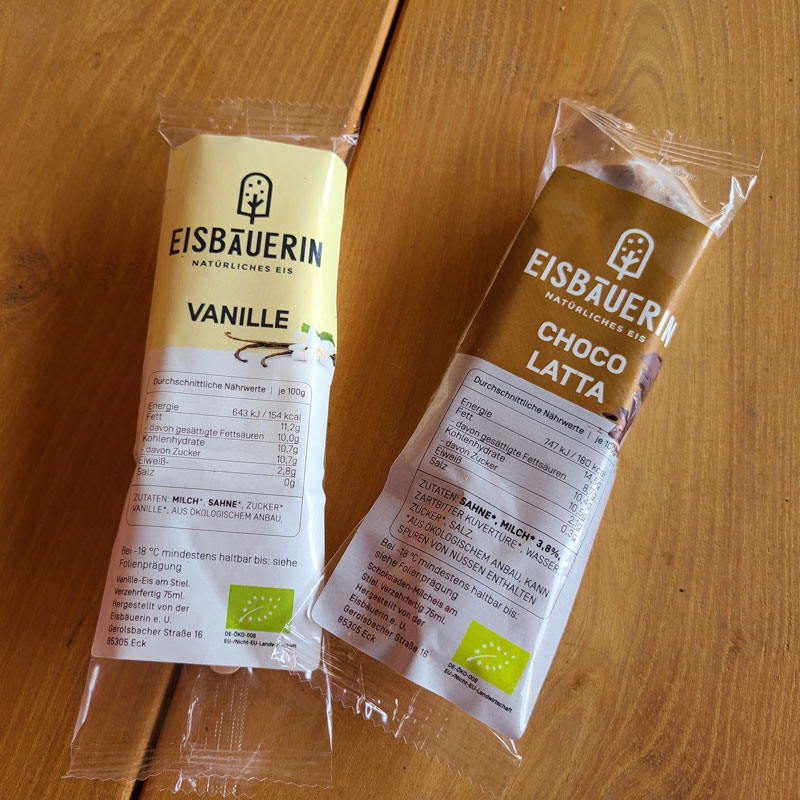 EISBÄUERIN
NATÜRLICHES EIS
VANILLE
Durchschnittliche Nährwerte | je 100g
Energie 643 kJ / 154 kcal
Fett 11,2g
- davon gesättigte Fettsäuren 10,0g
Kohlenhydrate 10,7g
- davon Zucker 10,7g
Eiweiß- 2,8g
Salz 0g
ZUTATEN: MILCH*, SAHNE*, ZUCKER*
VANILLE*, *AUS ÖKOLOGISCHEM ANBAU,
Bei -18 °C mindestens haltbar bis: siehe
Folienprägung
Vanille-Eis am Stiel.
Verzehrfertig 75ml.
Hergestellt von der
Eisbäuerin e. U.
Gerolsbacher Straße 16
85305 Eck
DE-ÖKO-006
EU-/Nicht-EU-Landwirtschaft
EISBÄUERIN
NATÜRLICHES EIS
CHOCO
LATTA
Durchschnittliche Nährwerte | je
Energie 747 kJ / 180 kcal
Fett
- davon gesättigte Fettsäuren
Kohlenhydrate
- davon Zucker
Eiweiß
Salz
ZUTATEN: SAHNE*, MILCH* 3,8%,
ZARTBITTER KUVERTÜRE*, WASSER
ZUCKER*, SALZ,
*AUS ÖKOLOGISCHEM ANBAU, KANN
SPUREN VON NÜSSEN ENTHALTEN
Bei -18 °C mindestens haltbar bis:
siehe Folienprägung
Schokoladen-Milcheis am
Stiel. Verzehrfertig 75ml.
Hergestellt von der
Eisbäuerin e. U.
Gerolsbacher Straße 16
85305 Eck
DE-ÖKO-006
EU-/Nicht-EU-Landwirtschaft